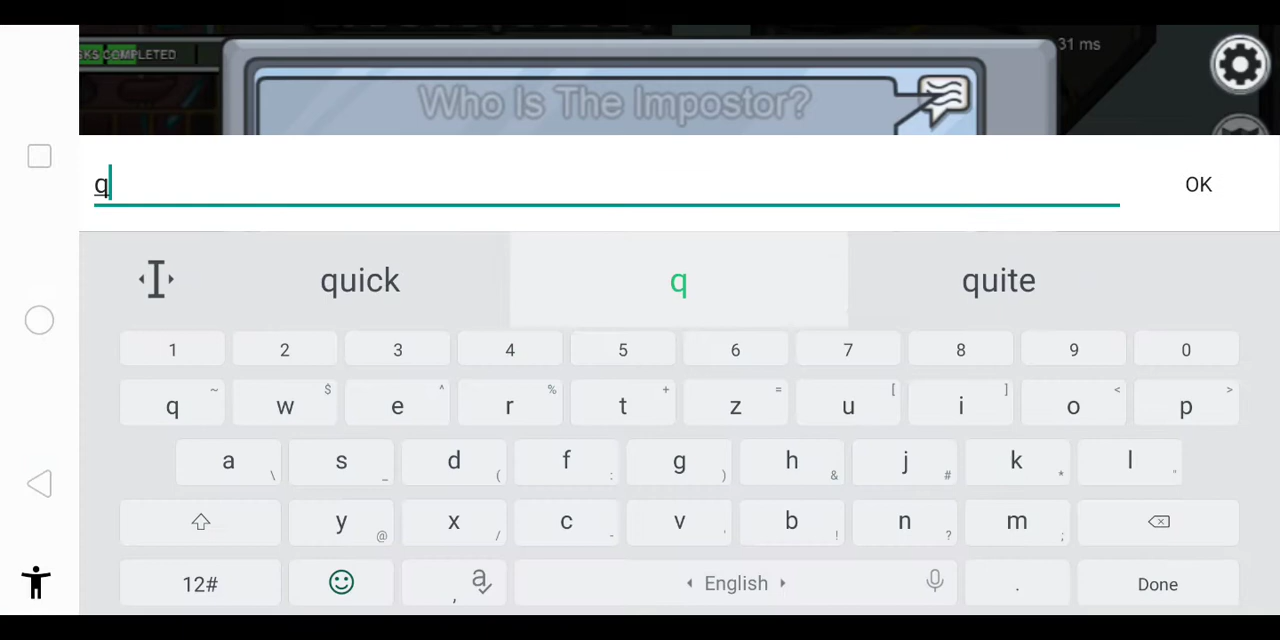 KS COMPLETED
31 ms
Who Is The Impostor?
q
OK
quick q quite
1 2 3 4 5 6 7 8 9 0
q ~ w $ e ^ r % t + z = u [ i ] o < p >
a \ s _ d ( f : g ) h & j # k * l °
y @ x / c - v ' b ! n ? m ;
12# , a English . Done